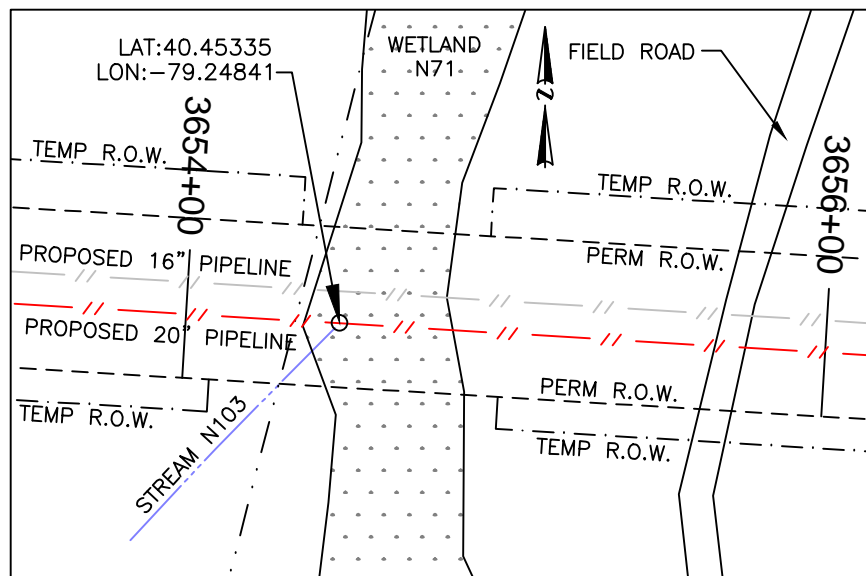 LAT:40.45335
LON:-79.24841
WETLAND
N71
FIELD ROAD
N
3654+00
3656+00
TEMP R.O.W.
TEMP R.O.W.
PERM R.O.W.
PROPOSED 16" PIPELINE
PROPOSED 20" PIPELINE
PERM R.O.W.
TEMP R.O.W.
TEMP R.O.W.
STREAM N103